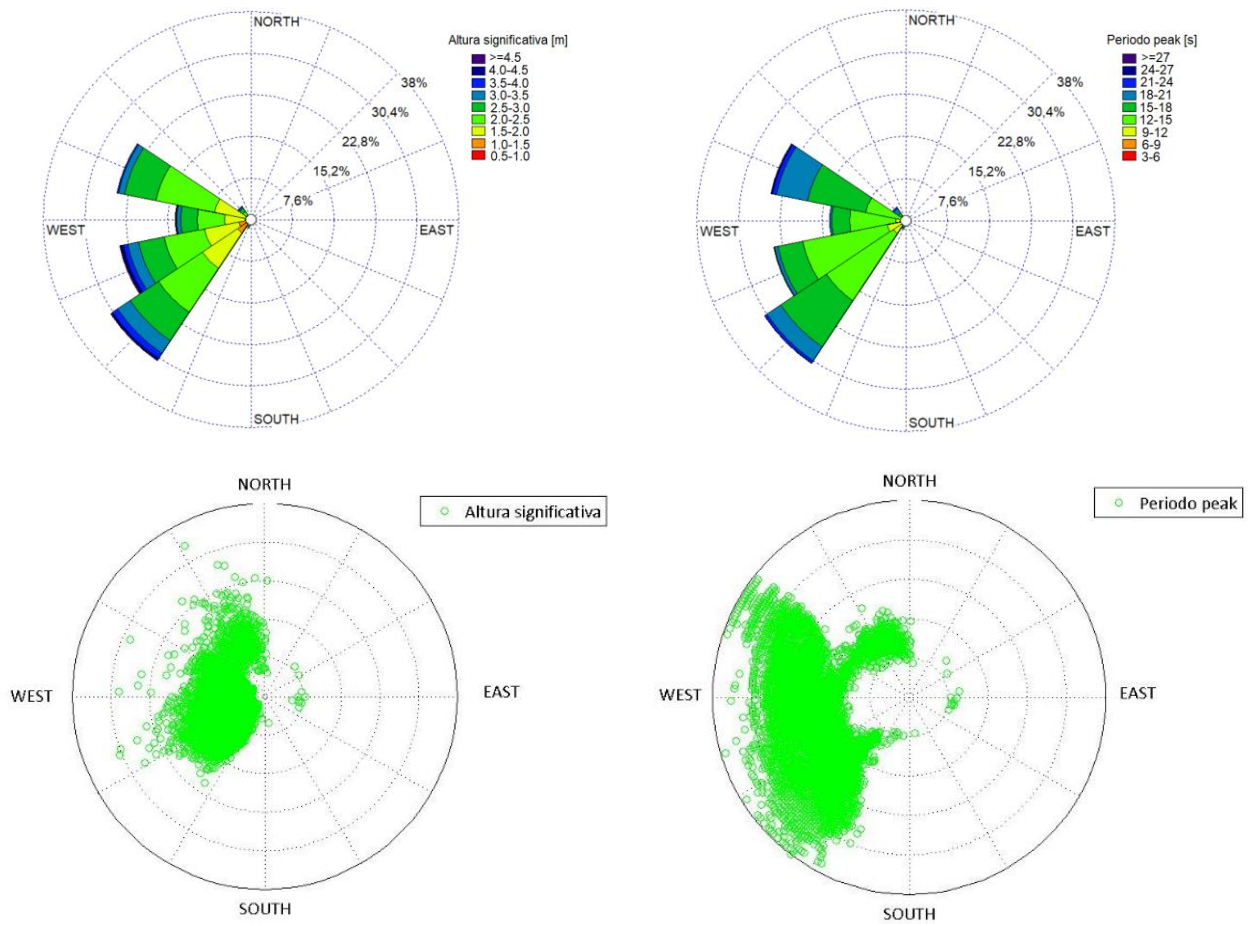 NORTH
Altura significativa [m]
>=4.5
4.0-4.5
3.5-4.0
3.0-3.5
2.5-3.0
2.0-2.5
1.5-2.0
1.0-1.5
0.5-1.0
38%
30,4%
22,8%
15,2%
7,6%
WEST
EAST
SOUTH
NORTH
Periodo peak [s]
>=27
24-27
21-24
18-21
15-18
12-15
9-12
6-9
3-6
38%
30,4%
22,8%
15,2%
7,6%
WEST
EAST
SOUTH
NORTH
Altura significativa
WEST
EAST
SOUTH
NORTH
Periodo peak
WEST
EAST
SOUTH